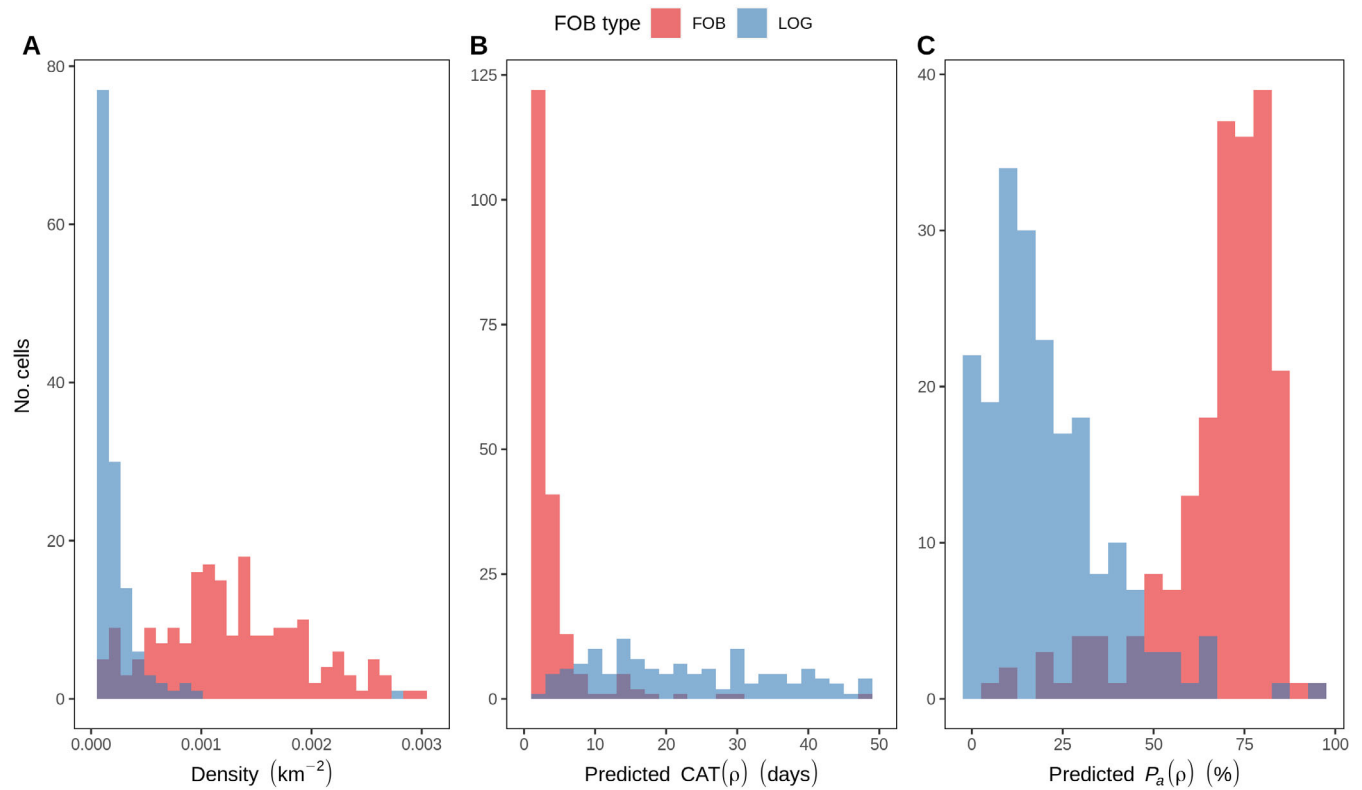 FOB type FOB LOG
A
B
C
No. cells
80
60
40
20
0
0.000 0.001 0.002 0.003
Density (km⁻²)
125
100
75
50
25
0
0 10 20 30 40 50
Predicted CAT(ρ) (days)
40
30
20
10
0
0 25 50 75 100
Predicted Pₐ(ρ) (%)